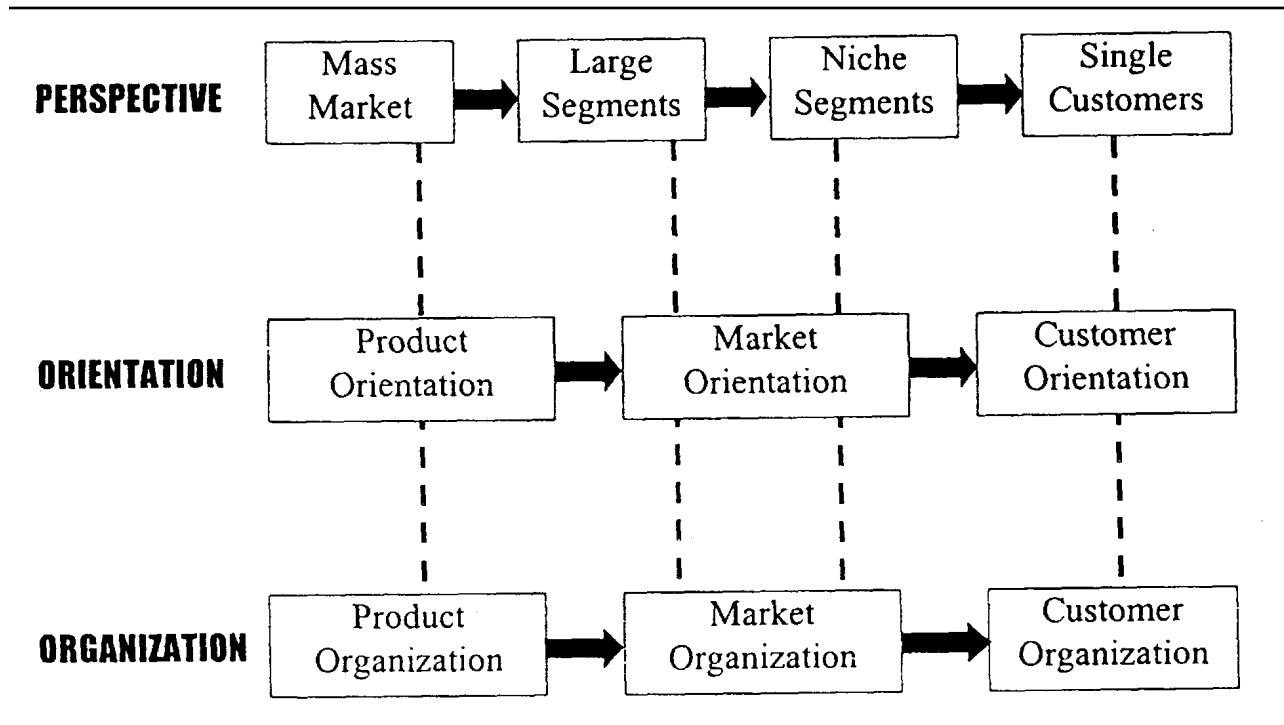 PERSPECTIVE
Mass
Market
Large
Segments
Niche
Segments
Single
Customers
ORIENTATION
Product
Orientation
Market
Orientation
Customer
Orientation
ORGANIZATION
Product
Organization
Market
Organization
Customer
Organization